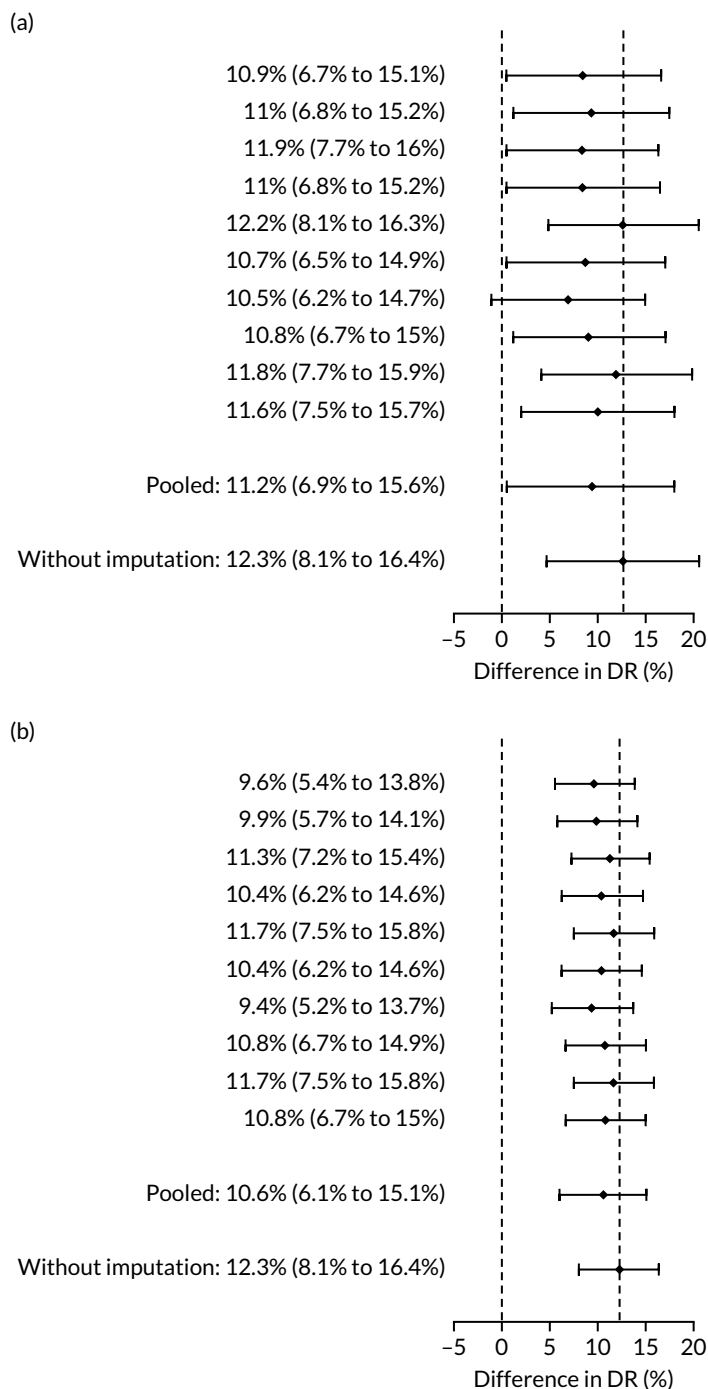 (a)
10.9% (6.7% to 15.1%)
11% (6.8% to 15.2%)
11.9% (7.7% to 16%)
11% (6.8% to 15.2%)
12.2% (8.1% to 16.3%)
10.7% (6.5% to 14.9%)
10.5% (6.2% to 14.7%)
10.8% (6.7% to 15%)
11.8% (7.7% to 15.9%)
11.6% (7.5% to 15.7%)
Pooled: 11.2% (6.9% to 15.6%)
Without imputation: 12.3% (8.1% to 16.4%)
–5 0 5 10 15 20
Difference in DR (%)
(b)
9.6% (5.4% to 13.8%)
9.9% (5.7% to 14.1%)
11.3% (7.2% to 15.4%)
10.4% (6.2% to 14.6%)
11.7% (7.5% to 15.8%)
10.4% (6.2% to 14.6%)
9.4% (5.2% to 13.7%)
10.8% (6.7% to 14.9%)
11.7% (7.5% to 15.8%)
10.8% (6.7% to 15%)
Pooled: 10.6% (6.1% to 15.1%)
Without imputation: 12.3% (8.1% to 16.4%)
–5 0 5 10 15 20
Difference in DR (%)